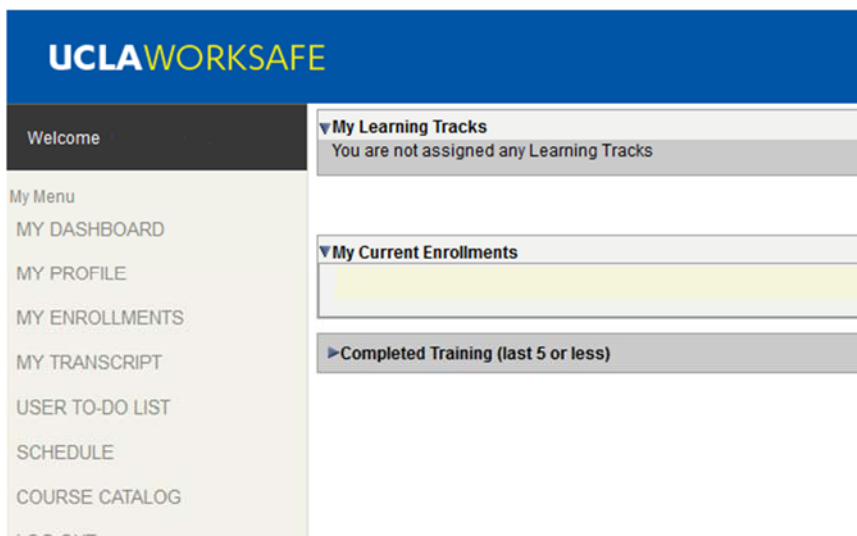 UCLAWORKSAFE
Welcome
My Menu
MY DASHBOARD
MY PROFILE
MY ENROLLMENTS
MY TRANSCRIPT
USER TO-DO LIST
SCHEDULE
COURSE CATALOG
My Learning Tracks
You are not assigned any Learning Tracks
My Current Enrollments
Completed Training (last 5 or less)